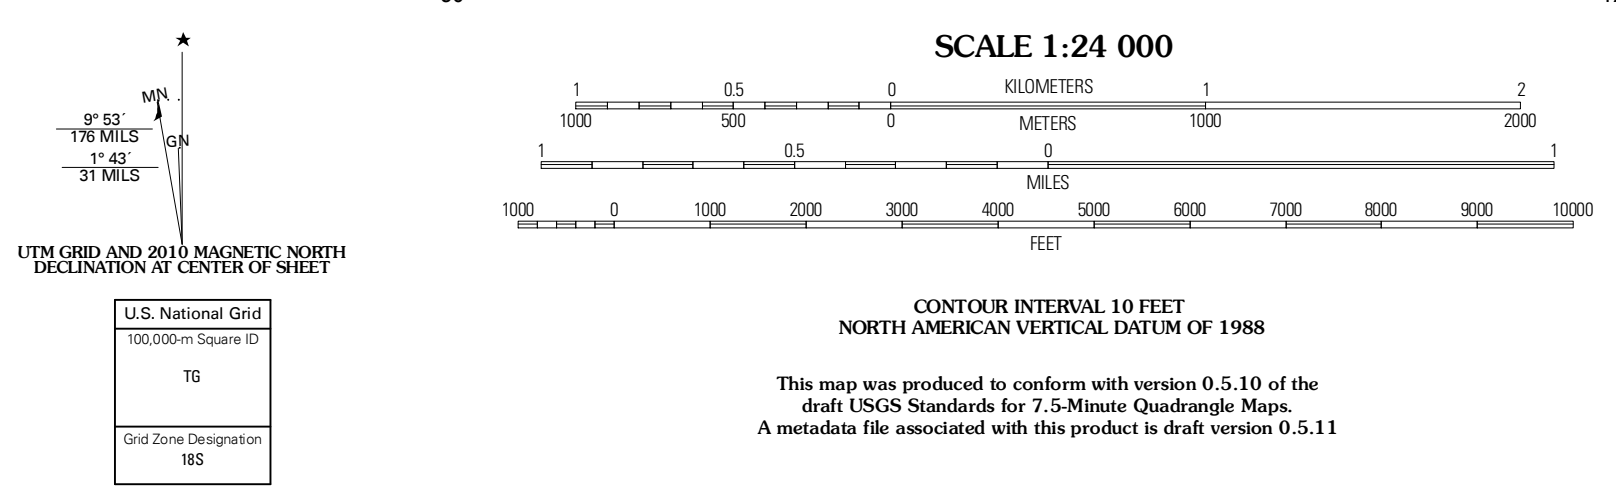 ★
MN
9° 53´
176 MILS
GN
1° 43´
31 MILS
UTM GRID AND 2010 MAGNETIC NORTH
DECLINATION AT CENTER OF SHEET
U.S. National Grid
100,000-m Square ID
TG
Grid Zone Designation
18S
SCALE 1:24 000
1 0.5 0 KILOMETERS 1 2
1000 500 0 METERS 1000 2000
1 0.5 0 1
MILES
1000 0 1000 2000 3000 4000 5000 6000 7000 8000 9000 10000
FEET
CONTOUR INTERVAL 10 FEET
NORTH AMERICAN VERTICAL DATUM OF 1988
This map was produced to conform with version 0.5.10 of the
draft USGS Standards for 7.5-Minute Quadrangle Maps.
A metadata file associated with this product is draft version 0.5.11